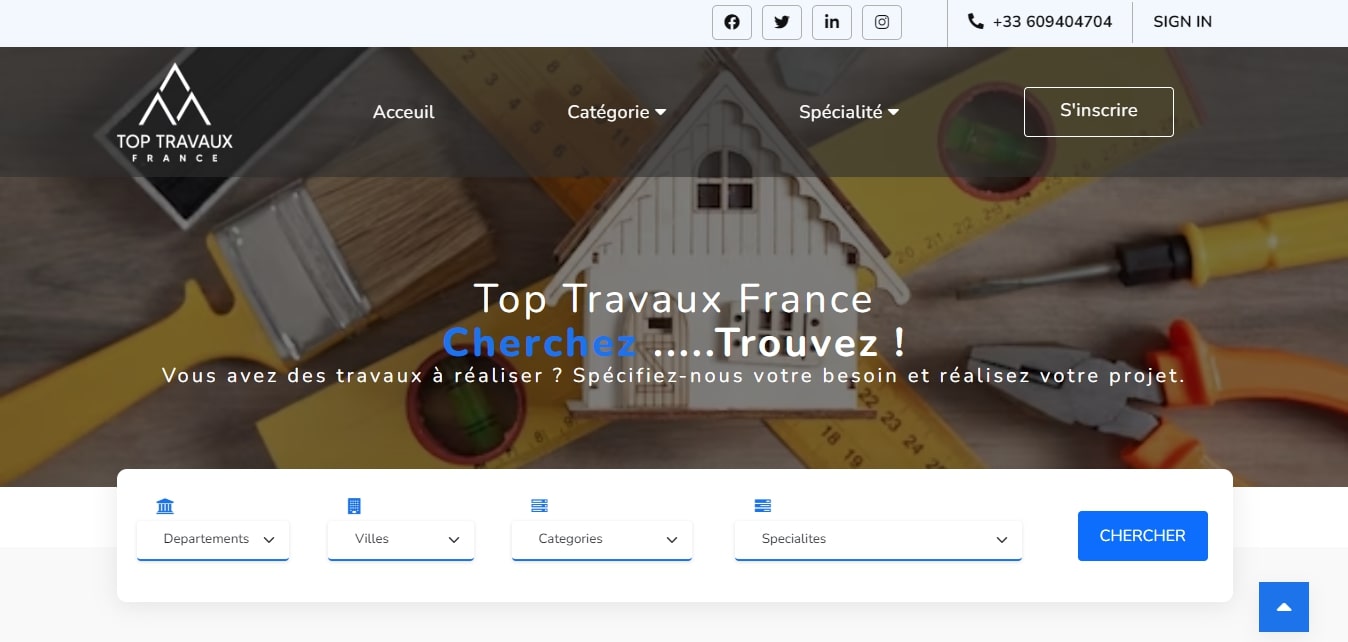 +33 609404704 SIGN IN
TOP TRAVAUX
FRANCE
Acceuil Catégorie Spécialité S'inscrire
Top Travaux France
Cherchez .....Trouvez !
Vous avez des travaux à réaliser ? Spécifiez-nous votre besoin et réalisez votre projet.
Departements Villes Categories Specialites CHERCHER